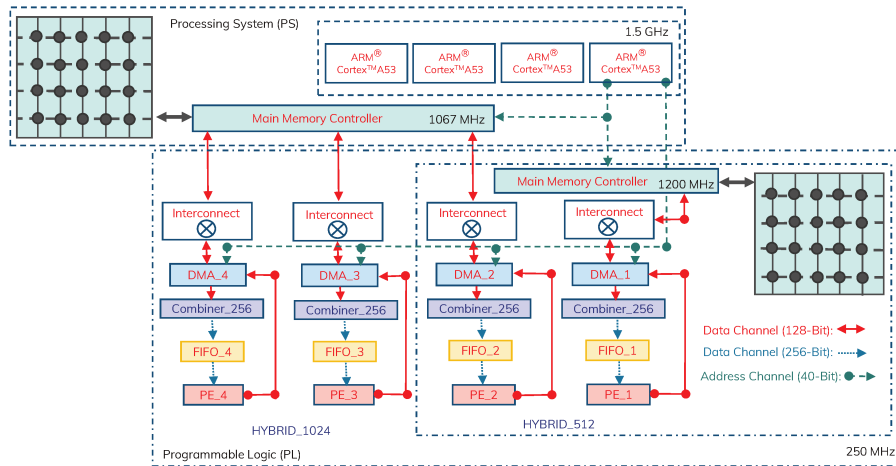 Processing System (PS)
1.5 GHz
ARM®
Cortex™A53
ARM®
Cortex™A53
ARM®
Cortex™A53
ARM®
Cortex™A53
Main Memory Controller
1067 MHz
Main Memory Controller
1200 MHz
Interconnect
Interconnect
Interconnect
Interconnect
DMA_4
DMA_3
DMA_2
DMA_1
Combiner_256
Combiner_256
Combiner_256
Combiner_256
FIFO_4
FIFO_3
FIFO_2
FIFO_1
PE_4
PE_3
PE_2
PE_1
Data Channel (128-Bit):
Data Channel (256-Bit):
Address Channel (40-Bit):
HYBRID_1024
HYBRID_512
Programmable Logic (PL)
250 MHz